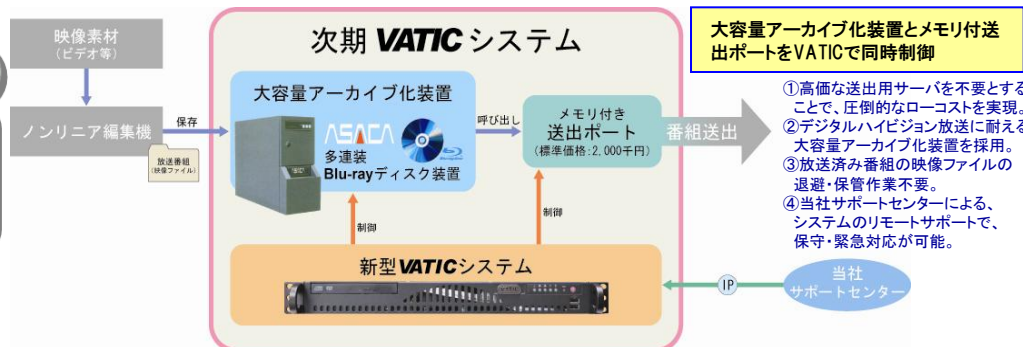 映像素材
(ビデオ等)
ノンリニア編集機
保存
放送番組
(映像ファイル)
次期 VATIC システム
大容量アーカイブ化装置
ASACA
多連装
Blu-rayディスク装置
Blu-ray
呼び出し
メモリ付き
送出ポート
(標準価格:2,000千円)
番組送出
制御
制御
新型VATICシステム
IP
当社
サポートセンター
大容量アーカイブ化装置とメモリ付送
出ポートをVATICで同時制御
①高価な送出用サーバを不要とする
ことで、圧倒的なローコストを実現。
②デジタルハイビジョン放送に耐える
大容量アーカイブ化装置を採用。
③放送済み番組の映像ファイルの
退避・保管作業不要。
④当社サポートセンターによる、
システムのリモートサポートで、
保守・緊急対応が可能。